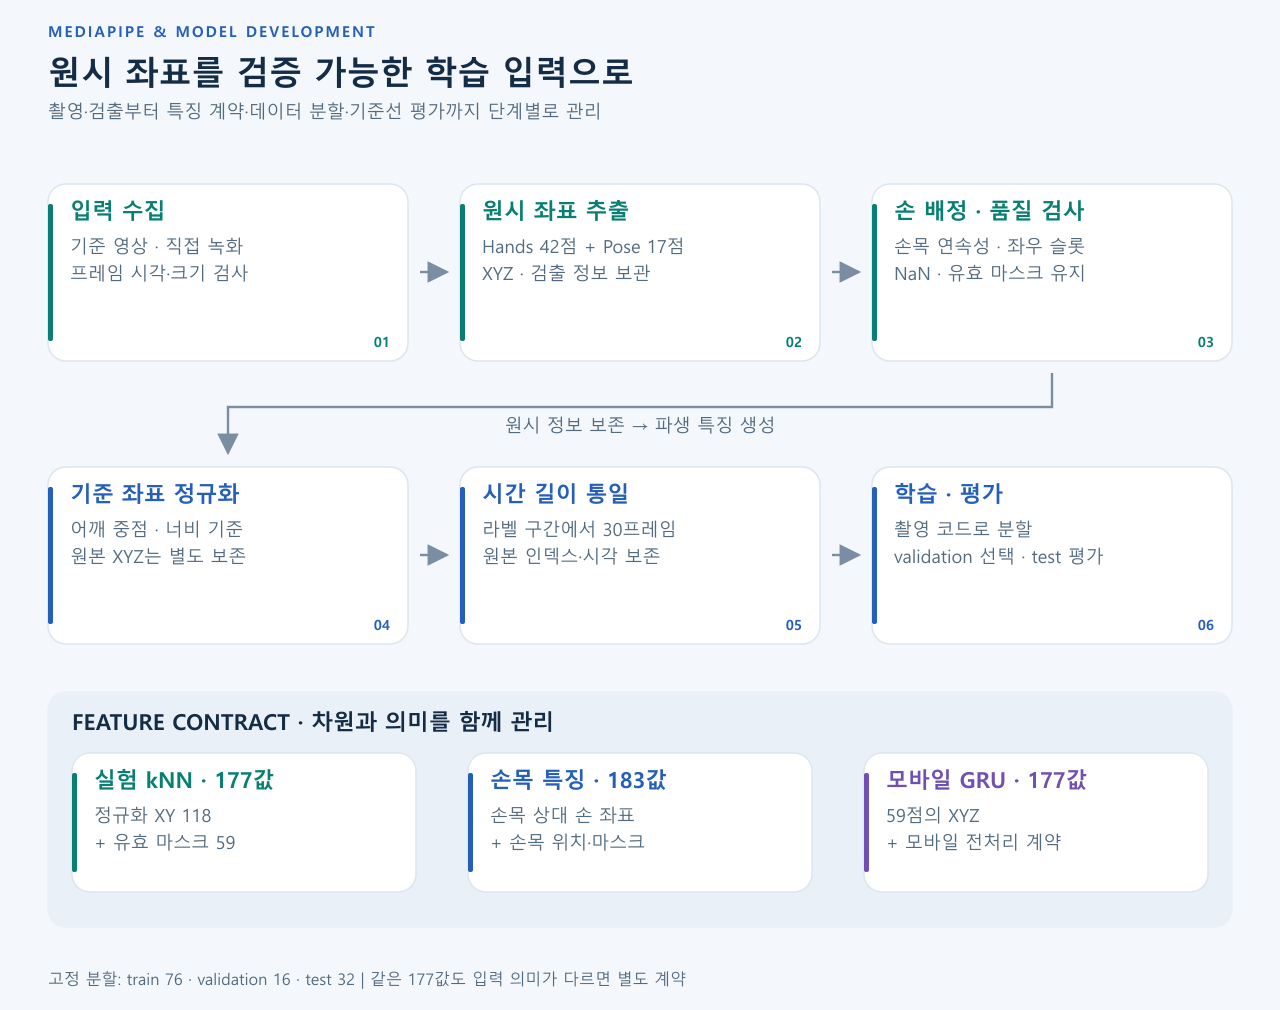 MEDIAPIPE & MODEL DEVELOPMENT
원시 좌표를 검증 가능한 학습 입력으로
촬영·검출부터 특징 계약·데이터 분할·기준선 평가까지 단계별로 관리
입력 수집
기준 영상 · 직접 녹화
프레임 시각·크기 검사
01
원시 좌표 추출
Hands 42점 + Pose 17점
XYZ · 검출 정보 보관
02
손 배정 · 품질 검사
손목 연속성 · 좌우 슬롯
NaN · 유효 마스크 유지
03
원시 정보 보존 → 파생 특징 생성
기준 좌표 정규화
어깨 중점 · 너비 기준
원본 XYZ는 별도 보존
04
시간 길이 통일
라벨 구간에서 30프레임
원본 인덱스·시각 보존
05
학습 · 평가
촬영 코드로 분할
validation 선택 · test 평가
06
FEATURE CONTRACT · 차원과 의미를 함께 관리
실험 kNN · 177값
정규화 XY 118
+ 유효 마스크 59
손목 특징 · 183값
손목 상대 손 좌표
+ 손목 위치·마스크
모바일 GRU · 177값
59점의 XYZ
+ 모바일 전처리 계약
고정 분할: train 76 · validation 16 · test 32 | 같은 177값도 입력 의미가 다르면 별도 계약